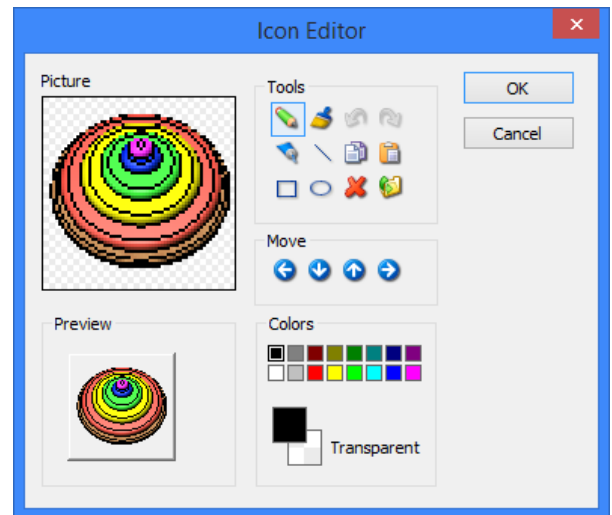 Icon Editor
Picture
Tools
OK
Cancel
Move
Preview
Colors
Transparent